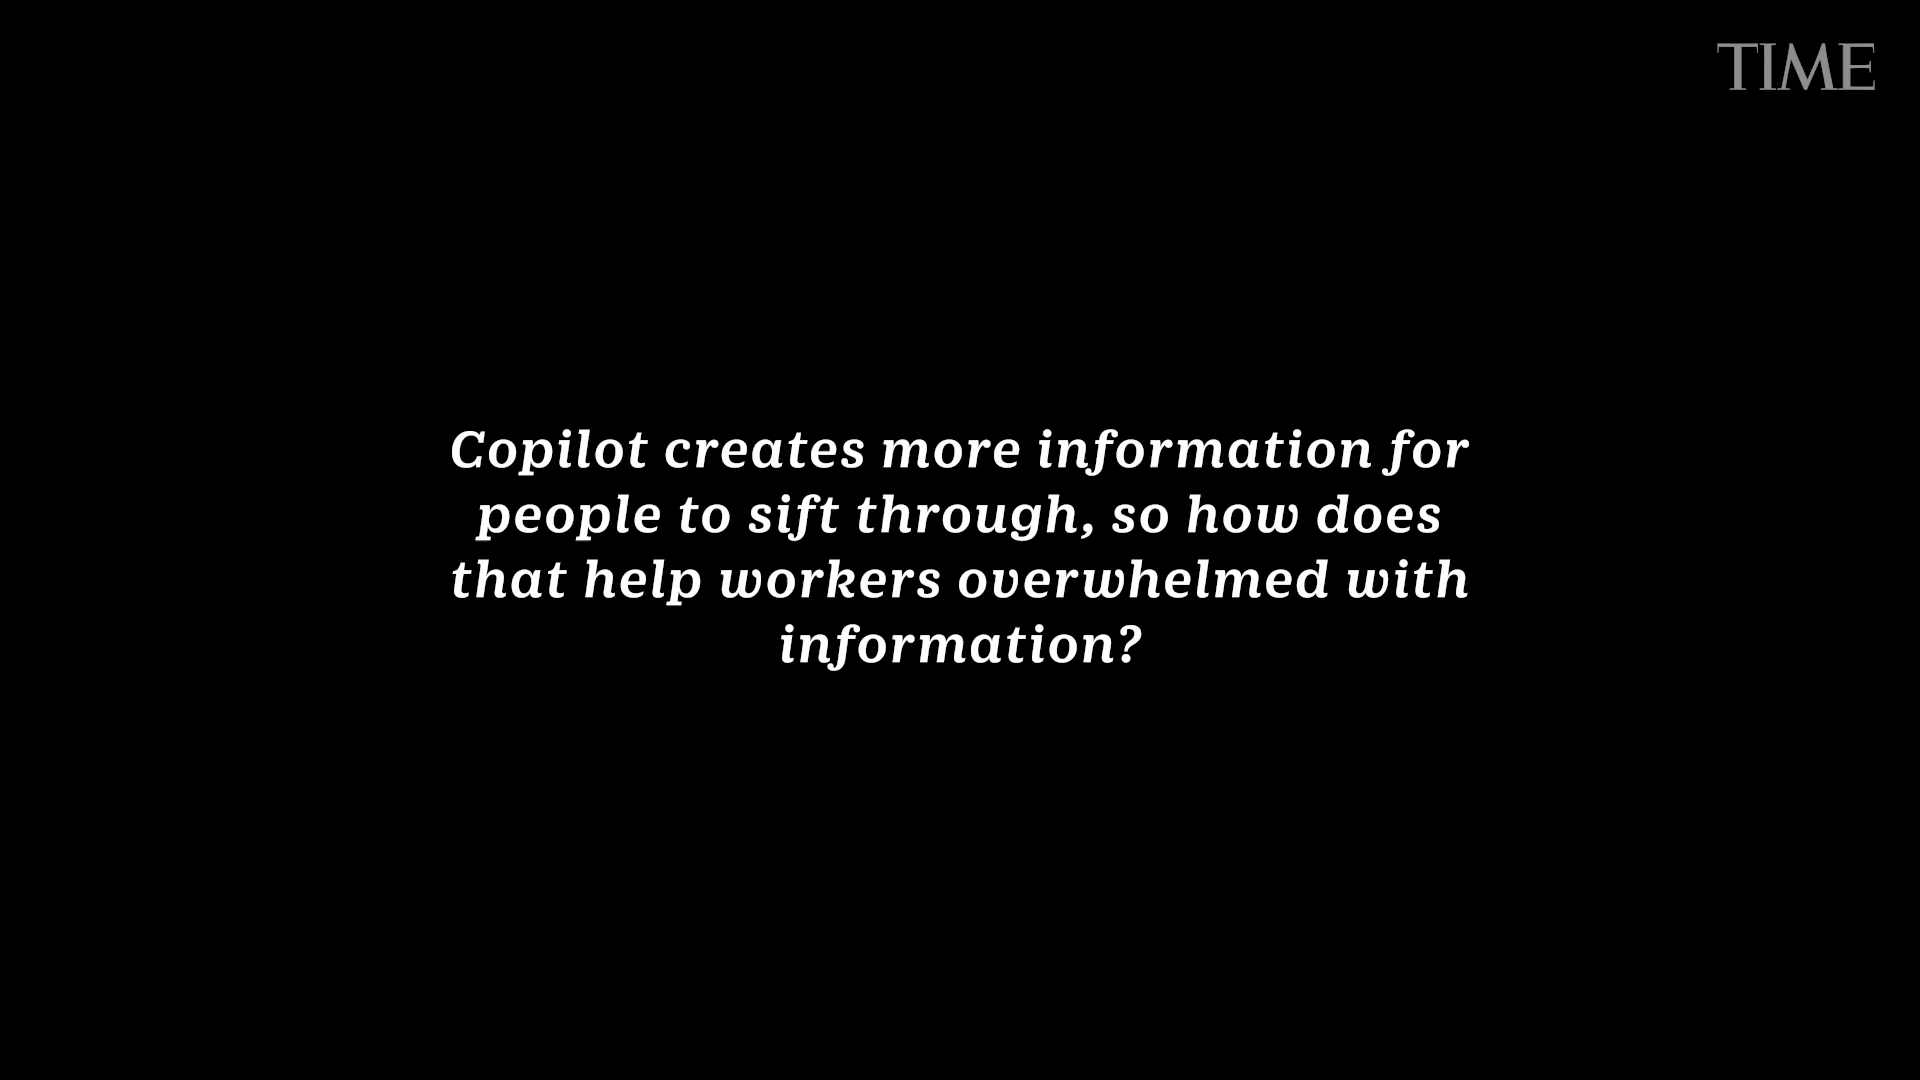 TIME
Copilot creates more information for
people to sift through, so how does
that help workers overwhelmed with
information?